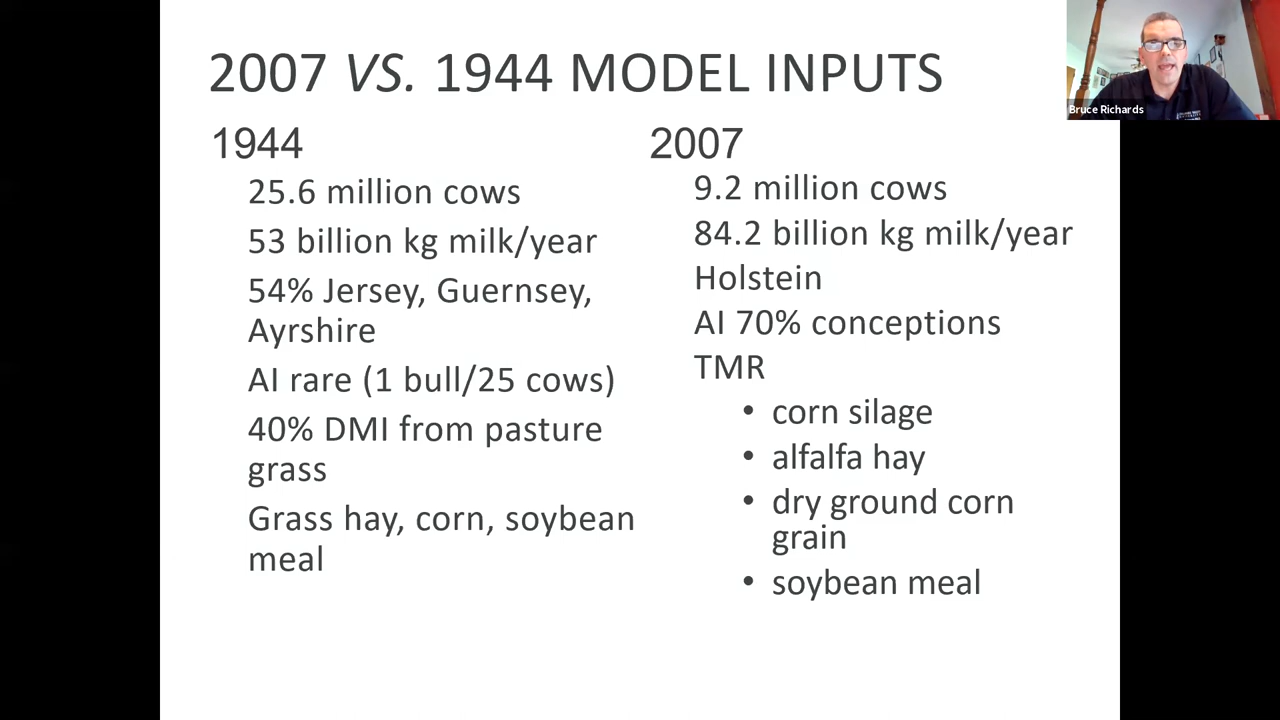 2007 VS. 1944 MODEL INPUTS
1944
25.6 million cows
53 billion kg milk/year
54% Jersey, Guernsey,
Ayrshire
AI rare (1 bull/25 cows)
40% DMI from pasture
grass
Grass hay, corn, soybean
meal
2007
9.2 million cows
84.2 billion kg milk/year
Holstein
AI 70% conceptions
TMR
• corn silage
• alfalfa hay
• dry ground corn
grain
• soybean meal
Bruce Richards